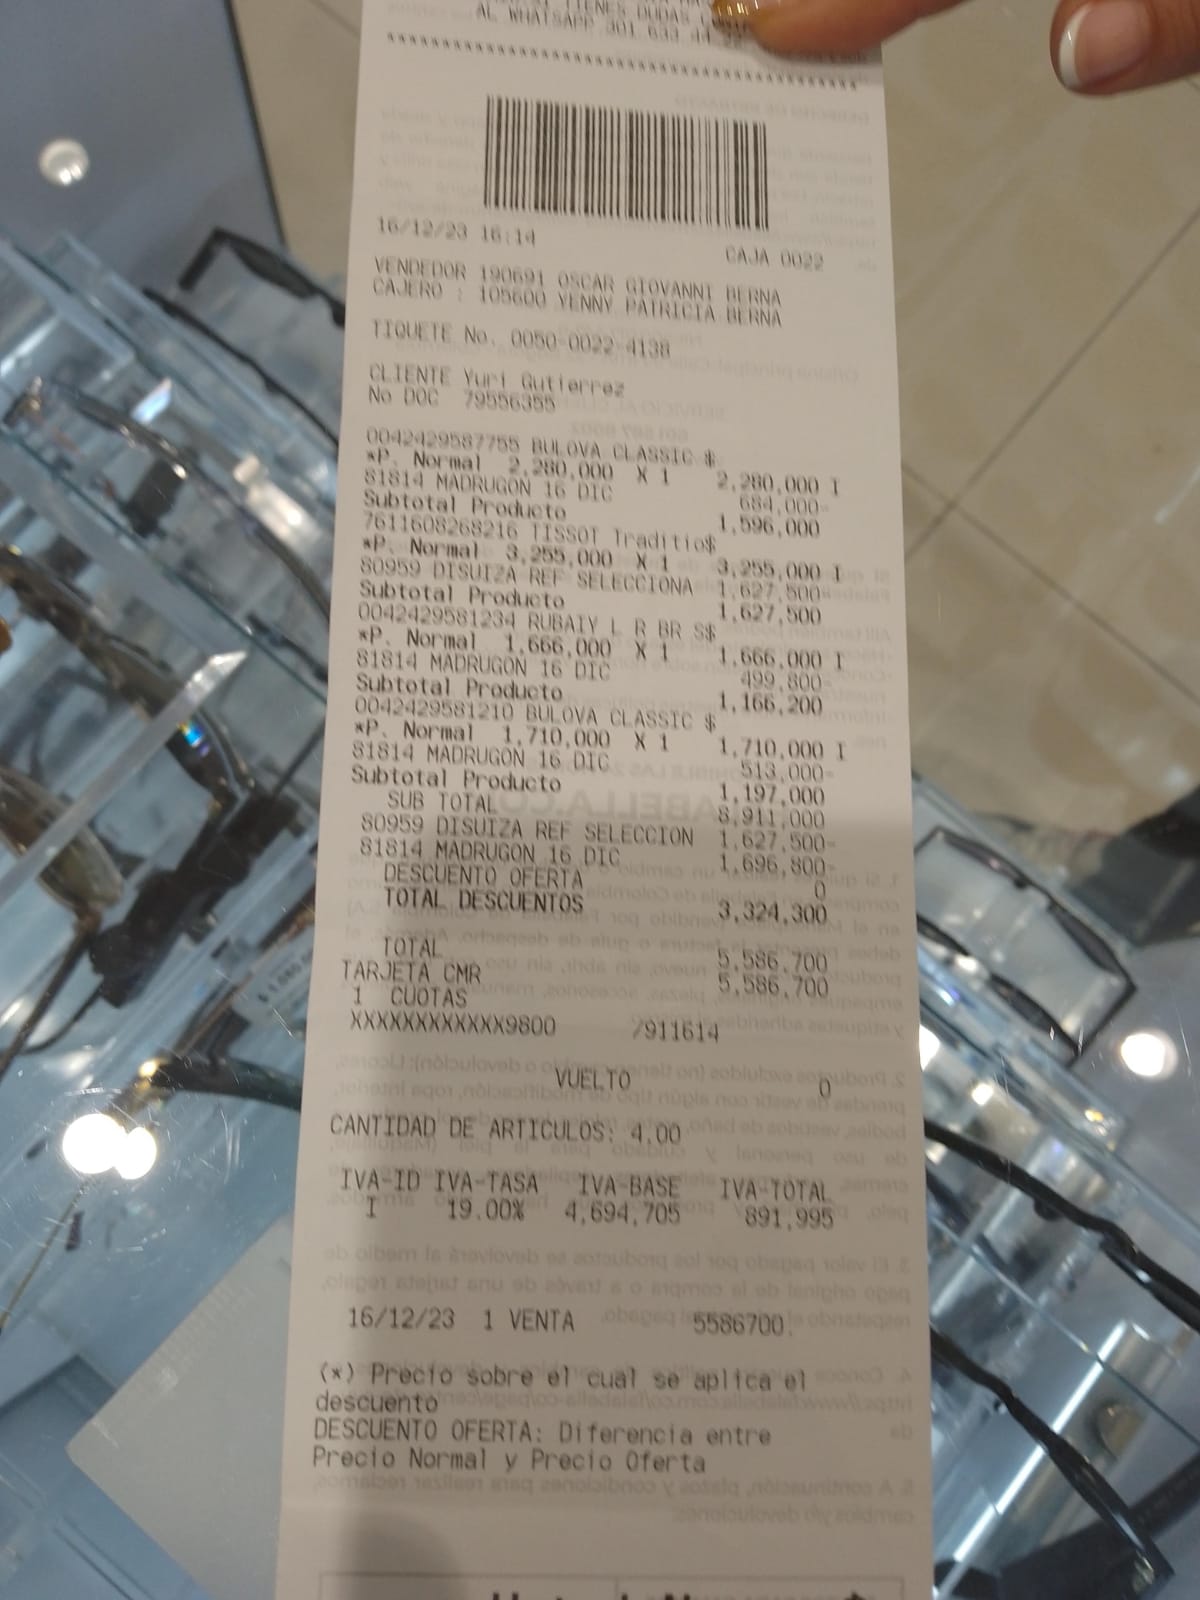 TIENES DUDAS
AL WHATSAPP 301 633 44
****************************************
16/12/23 16:14 CAJA 0022
VENDEDOR 190691 OSCAR GIOVANNI BERNA
CAJERO : 105600 YENNY PATRICIA BERNA
TIQUETE No. 0050-0022-4138
CLIENTE Yuri Gutierrez
No DOC 79556355
0042429587755 BULOVA CLASSIC $
*P. Normal 2,280,000 X 1 2,280,000 I
81814 MADRUGON 16 DIC 684,000-
Subtotal Producto 1,596,000
7611608268216 TISSOT Traditio$
*P. Normal 3,255,000 X 1 3,255,000 I
80959 DISUIZA REF SELECCIONA 1,627,500-
Subtotal Producto 1,627,500
0042429581234 RUBAIY L R BR S$
*P. Normal 1,666,000 X 1 1,666,000 I
81814 MADRUGON 16 DIC 499,800-
Subtotal Producto 1,166,200
0042429581210 BULOVA CLASSIC $
*P. Normal 1,710,000 X 1 1,710,000 I
81814 MADRUGON 16 DIC 513,000-
Subtotal Producto 1,197,000
SUB TOTAL 8,911,000
80959 DISUIZA REF SELECCION 1,627,500-
81814 MADRUGON 16 DIC 1,696,800-
DESCUENTO OFERTA 0
TOTAL DESCUENTOS 3,324,300
TOTAL 5,586,700
TARJETA CMR 5,586,700
1 CUOTAS
XXXXXXXXXXXX9800 7911614
VUELTO 0
CANTIDAD DE ARTICULOS: 4.00
IVA-ID IVA-TASA IVA-BASE IVA-TOTAL
I 19.00% 4,694,705 891,995
16/12/23 1 VENTA 5586700.
(*) Precio sobre el cual se aplica el
descuento
DESCUENTO OFERTA: Diferencia entre
Precio Normal y Precio Oferta